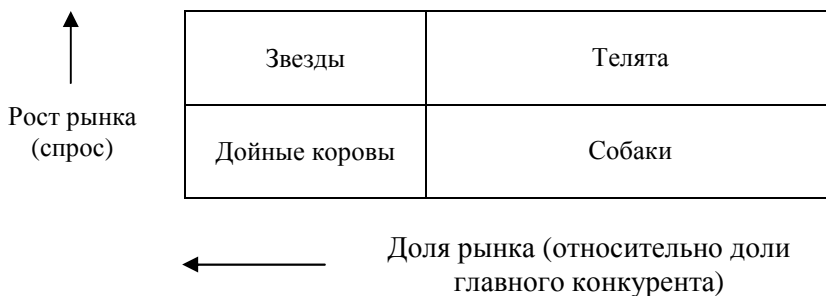 Звезды
Телята
Рост рынка
(спрос)
Дойные коровы
Собаки
Доля рынка (относительно доли
главного конкурента)